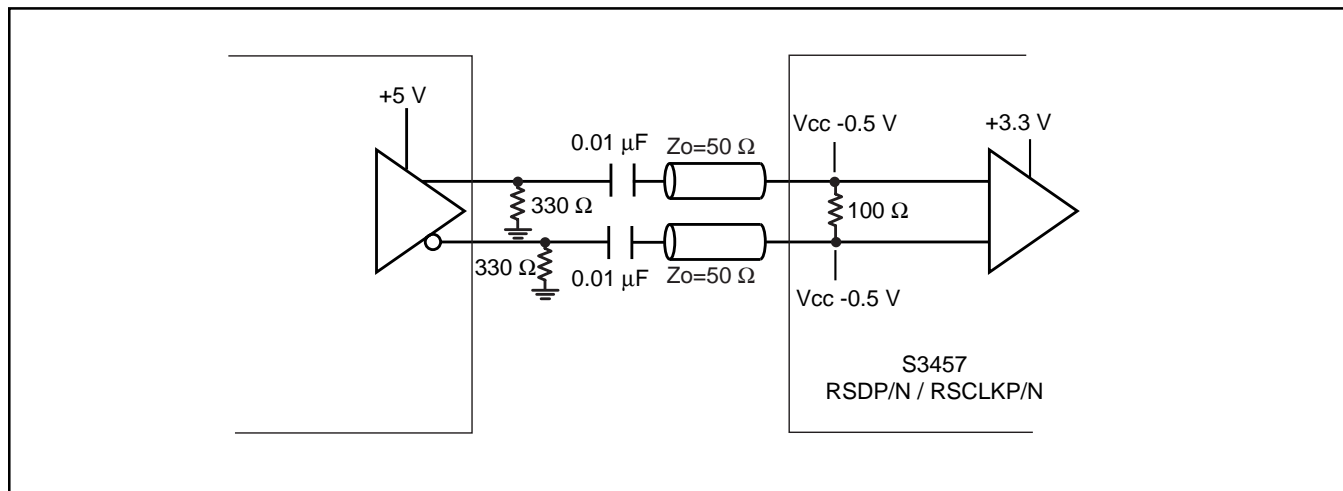 +5 V
0.01 µF
Zo=50 Ω
Vcc -0.5 V
+3.3 V
330 Ω
100 Ω
330 Ω
0.01 µF
Zo=50 Ω
Vcc -0.5 V
S3457
RSDP/N / RSCLKP/N